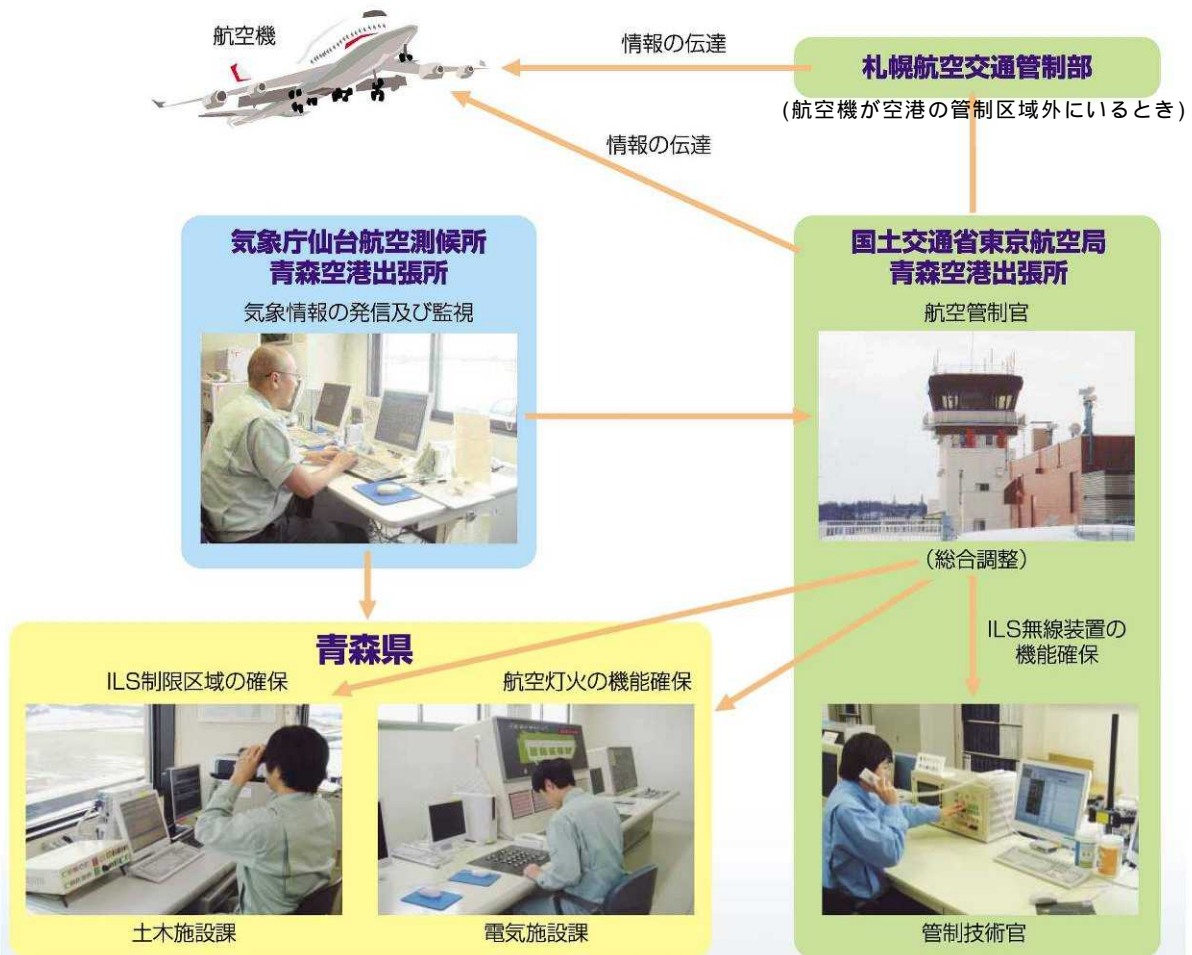 航空機
情報の伝達
札幌航空交通管制部
(航空機が空港の管制区域外にいるとき)
情報の伝達
気象庁仙台航空測候所
青森空港出張所
気象情報の発信及び監視
国土交通省東京航空局
青森空港出張所
航空管制官
(総合調整)
ILS無線装置の
機能確保
青森県
ILS制限区域の確保
航空灯火の機能確保
土木施設課
電気施設課
管制技術官